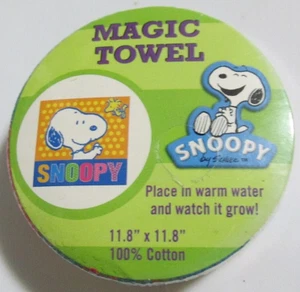 MAGIC
TOWEL
SNOOPY
SNOOPY
Place in warm water
and watch it grow!
11.8" x 11.8"
100% Cotton